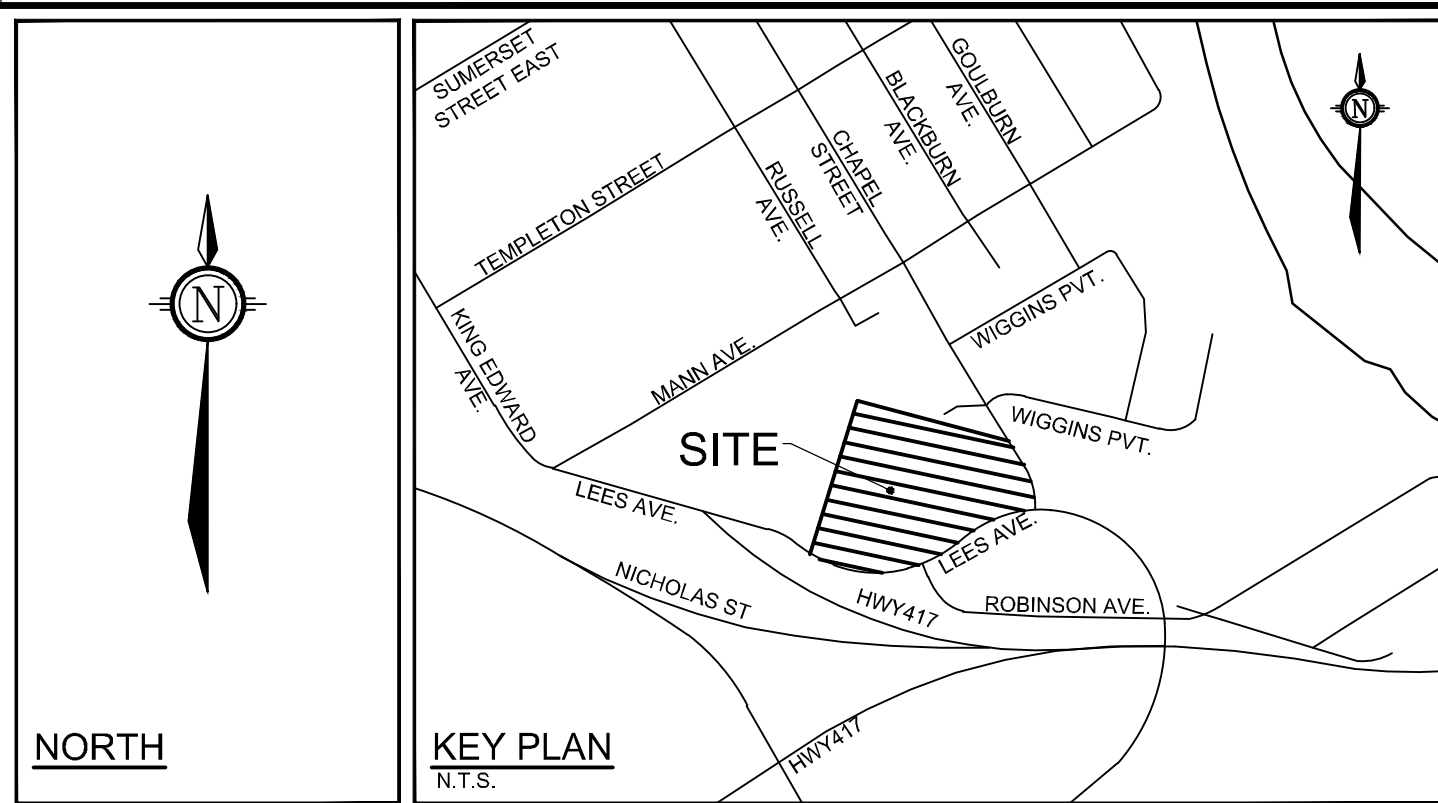 N
NORTH
SUMERSET
STREET EAST
GOULBURN
AVE.
BLACKBURN
AVE.
CHAPEL
STREET
RUSSELL
AVE.
N
TEMPLETON STREET
WIGGINS PVT.
KING EDWARD
AVE.
MANN AVE.
WIGGINS PVT.
SITE
LEES AVE.
LEES AVE.
NICHOLAS ST
HWY417
ROBINSON AVE.
HWY417
KEY PLAN
N.T.S.